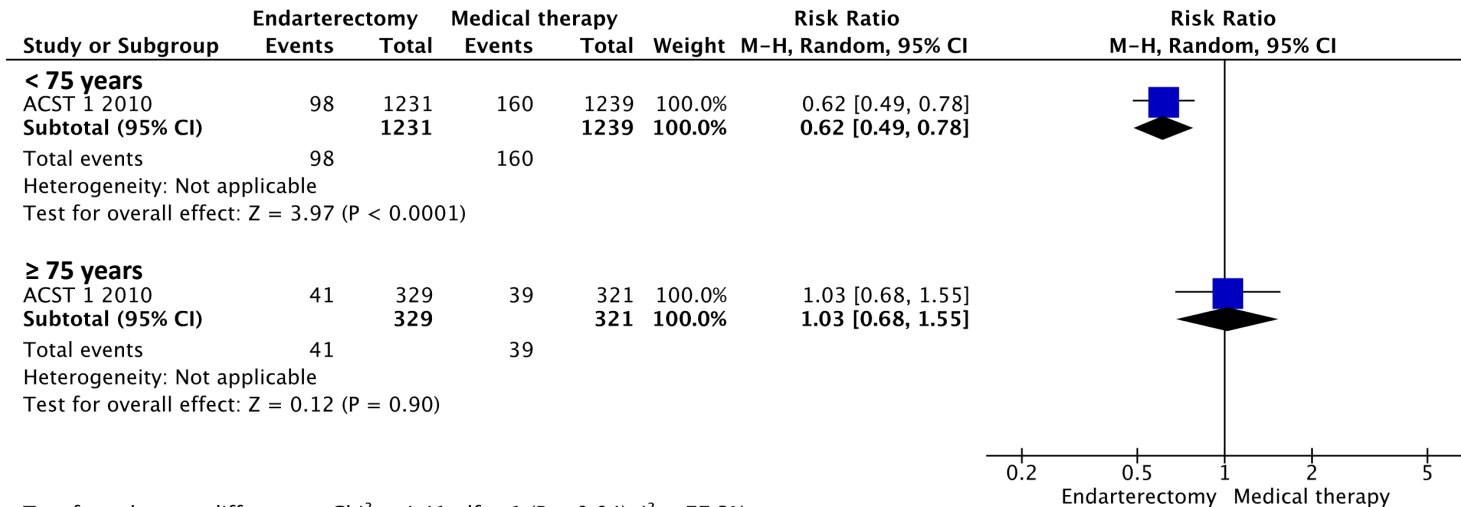 Endarterectomy Medical therapy Risk Ratio Risk Ratio
Study or Subgroup Events Total Events Total Weight M-H, Random, 95% CI M-H, Random, 95% CI
< 75 years
ACST 1 2010 98 1231 160 1239 100.0% 0.62 [0.49, 0.78]
Subtotal (95% CI) 1231 1239 100.0% 0.62 [0.49, 0.78]
Total events 98 160
Heterogeneity: Not applicable
Test for overall effect: Z = 3.97 (P < 0.0001)
≥ 75 years
ACST 1 2010 41 329 39 321 100.0% 1.03 [0.68, 1.55]
Subtotal (95% CI) 329 321 100.0% 1.03 [0.68, 1.55]
Total events 41 39
Heterogeneity: Not applicable
Test for overall effect: Z = 0.12 (P = 0.90)
0.2 0.5 1 2 5
Endarterectomy Medical therapy